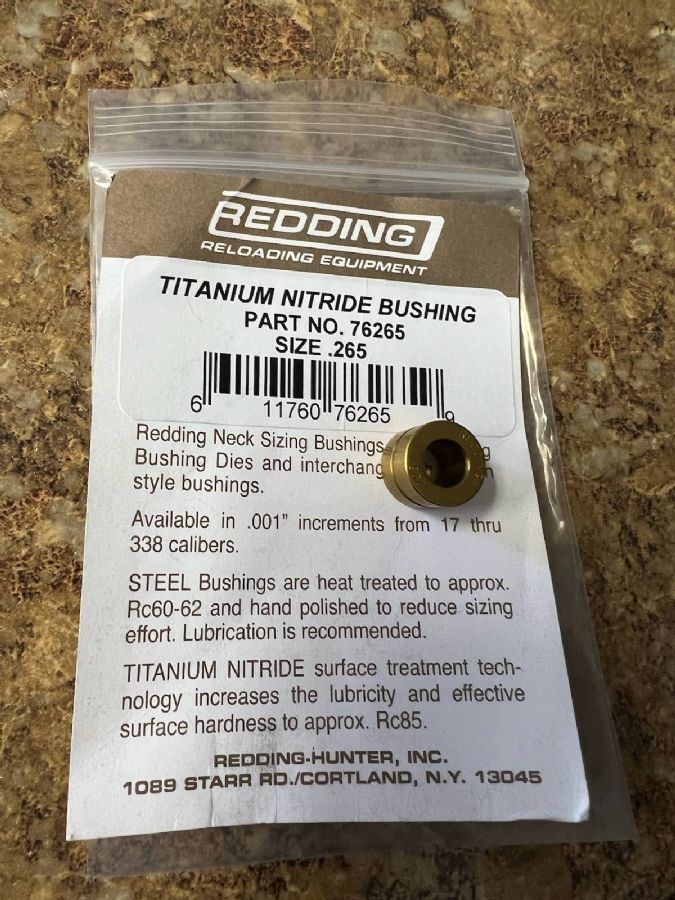 REDDING
RELOADING EQUIPMENT
TITANIUM NITRIDE BUSHING
PART NO. 76265
SIZE .265
6 11760 76265 9
Redding Neck Sizing Bushings
Bushing Dies and interchang
style bushings.
Available in .001" increments from 17 thru
338 calibers.
STEEL Bushings are heat treated to approx.
Rc60-62 and hand polished to reduce sizing
effort. Lubrication is recommended.
TITANIUM NITRIDE surface treatment tech-
nology increases the lubricity and effective
surface hardness to approx. Rc85.
REDDING-HUNTER, INC.
1089 STARR RD./CORTLAND, N.Y. 13045